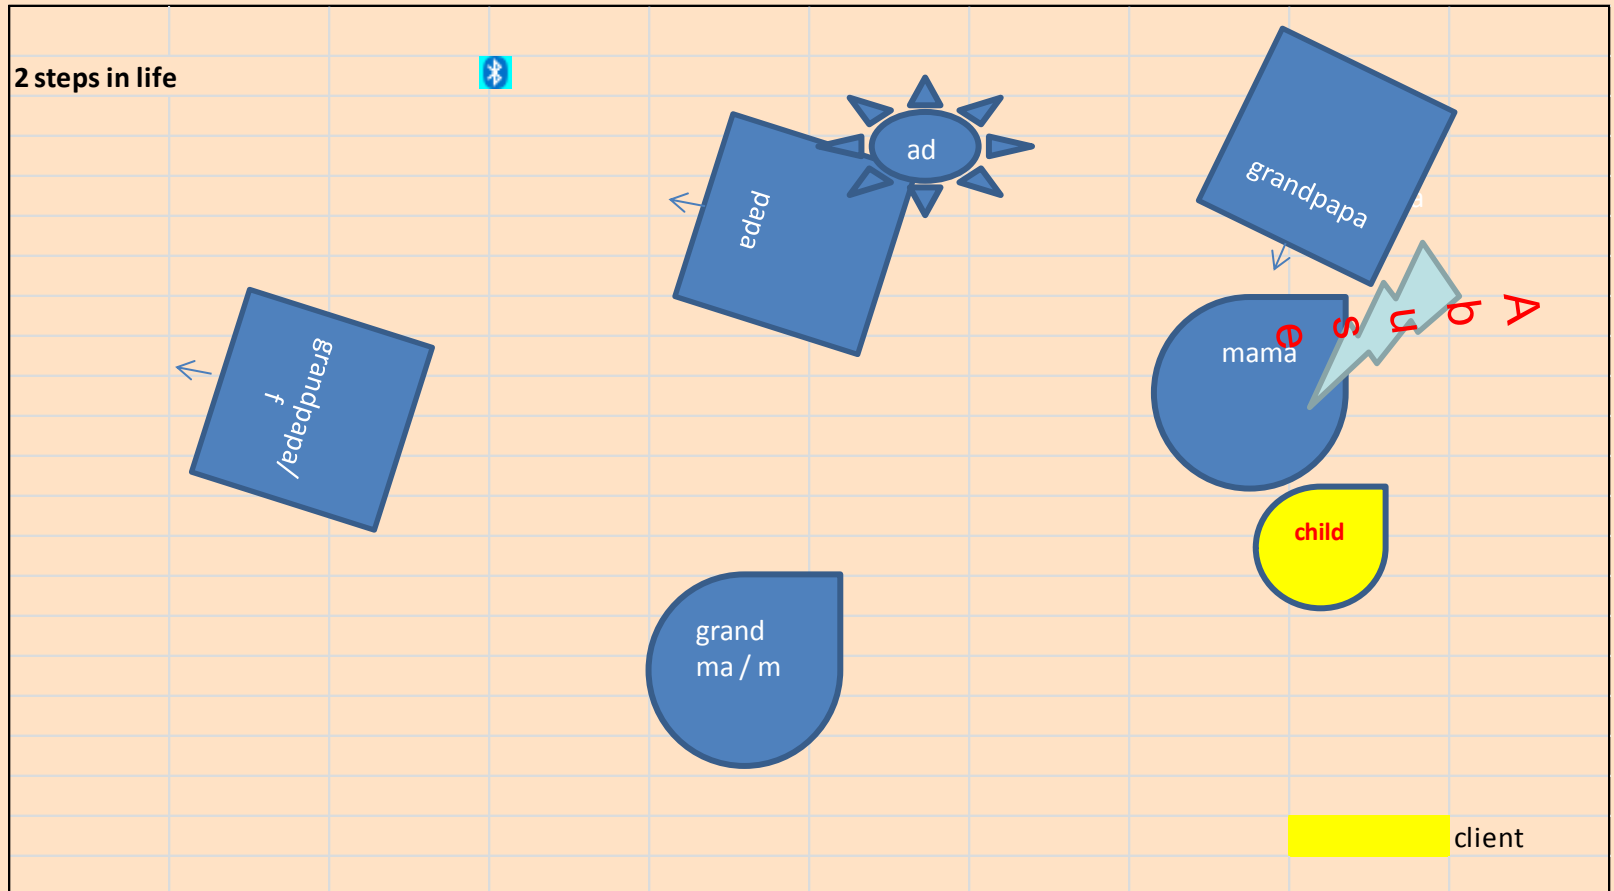 2 steps in life
ad
papa
grandpapa
Abuse
mama
grandpapa/
f
child
grand
ma / m
client